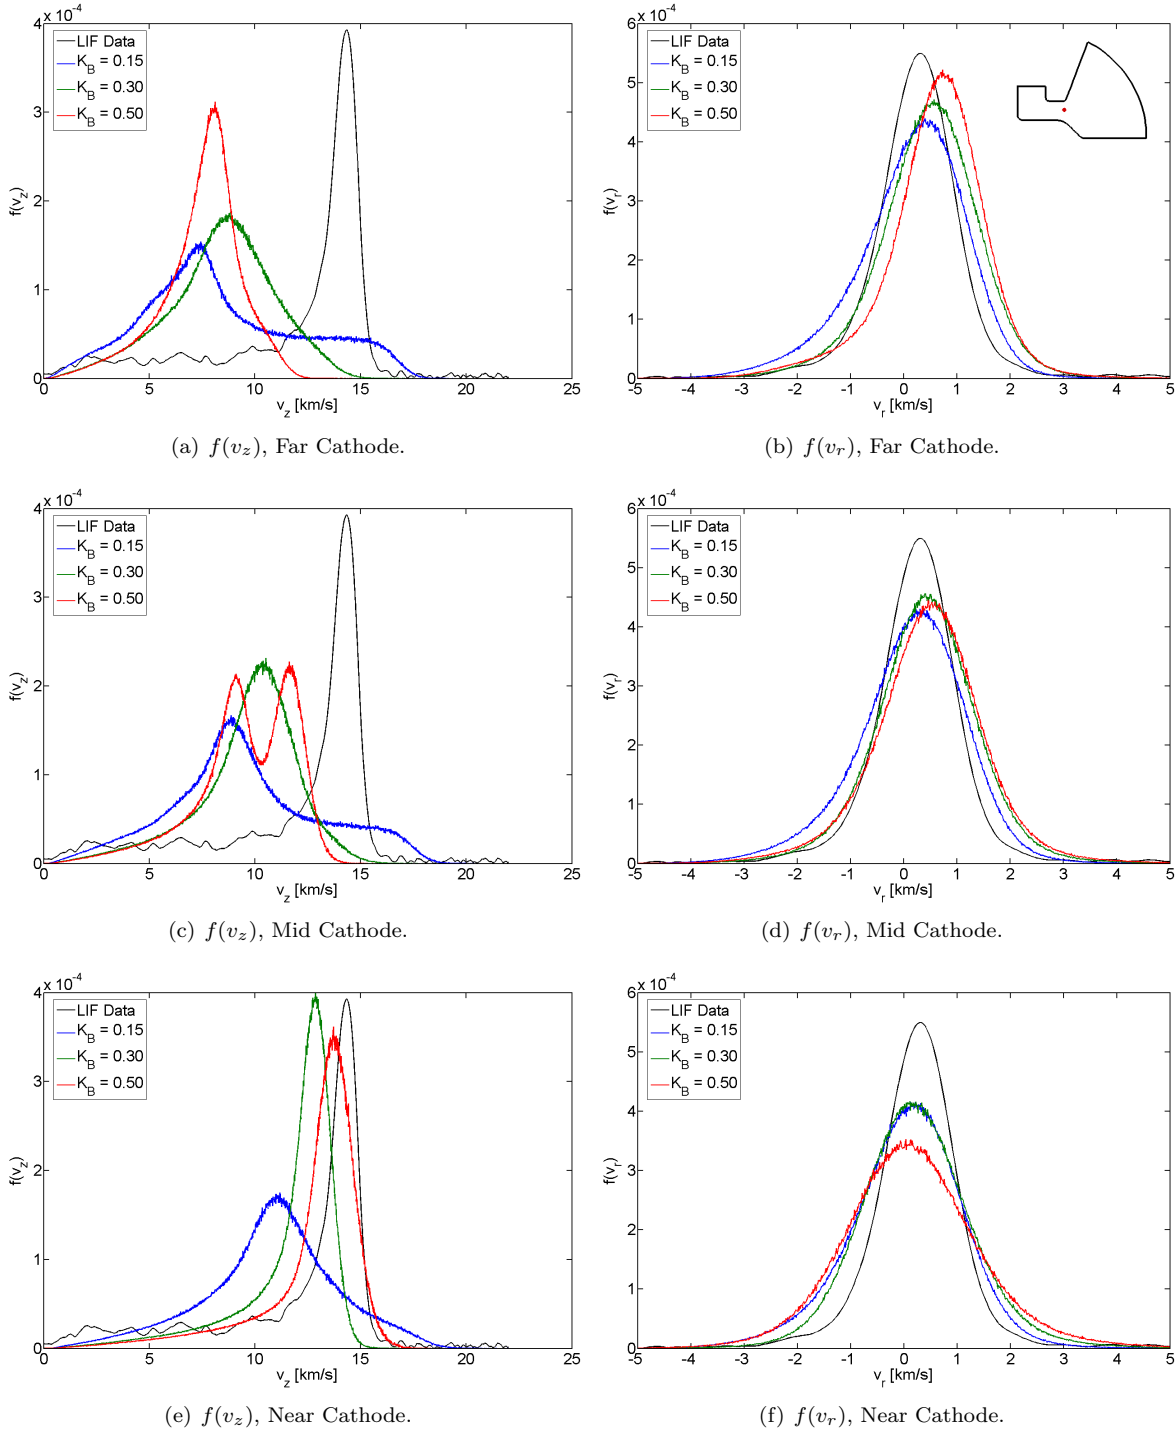 x 10⁻⁴
4
3
2
1
0
f(v_z)
LIF Data
K_B = 0.15
K_B = 0.30
K_B = 0.50
0 5 10 15 20 25
v_z [km/s]
(a) f(v_z), Far Cathode.
x 10⁻⁴
6
5
4
3
2
1
0
f(v_r)
LIF Data
K_B = 0.15
K_B = 0.30
K_B = 0.50
-5 -4 -3 -2 -1 0 1 2 3 4 5
v_r [km/s]
(b) f(v_r), Far Cathode.
x 10⁻⁴
4
3
2
1
0
f(v_z)
LIF Data
K_B = 0.15
K_B = 0.30
K_B = 0.50
0 5 10 15 20 25
v_z [km/s]
(c) f(v_z), Mid Cathode.
x 10⁻⁴
6
5
4
3
2
1
0
f(v_r)
LIF Data
K_B = 0.15
K_B = 0.30
K_B = 0.50
-5 -4 -3 -2 -1 0 1 2 3 4 5
v_r [km/s]
(d) f(v_r), Mid Cathode.
x 10⁻⁴
4
3
2
1
0
f(v_z)
LIF Data
K_B = 0.15
K_B = 0.30
K_B = 0.50
0 5 10 15 20 25
v_z [km/s]
(e) f(v_z), Near Cathode.
x 10⁻⁴
6
5
4
3
2
1
0
f(v_r)
LIF Data
K_B = 0.15
K_B = 0.30
K_B = 0.50
-5 -4 -3 -2 -1 0 1 2 3 4 5
v_r [km/s]
(f) f(v_r), Near Cathode.